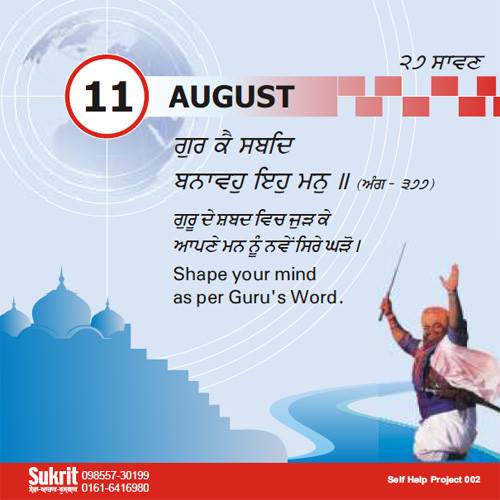 ੨੭ ਸਾਵਣ
11 AUGUST
ਗੁਰ ਕੈ ਸਬਦਿ
ਬਨਾਵਹੁ ਇਹੁ ਮਨੁ ॥ (ਅੰਗ - ੩੭੭)
ਗੁਰੂ ਦੇ ਸ਼ਬਦ ਵਿਚ ਜੁੜ ਕੇ
ਆਪਣੇ ਮਨ ਨੂੰ ਨਵੇਂ ਸਿਰੇ ਘੜੋ।
Shape your mind
as per Guru's Word.
Sukrit 098557-30199
0161-6416980
Self Help Project 002